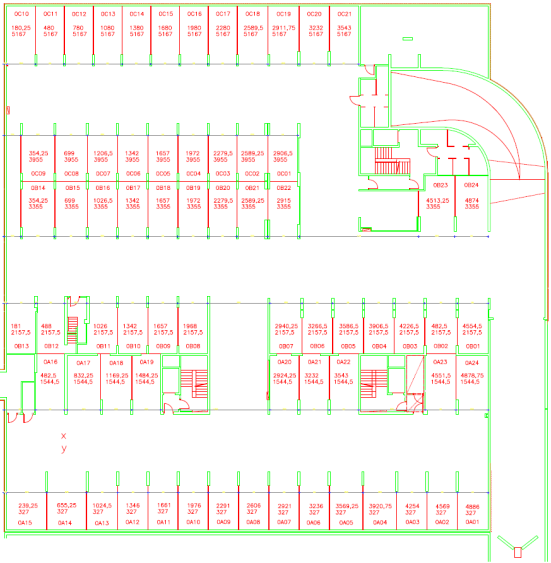 0C10 0C11 0C12 0C13 0C14 0C15 0C16 0C17 0C18 0C19 0C20 0C21
180,25 480 780 1080 1380 1680 1980 2280 2589,5 2911,75 3232 3543
5167 5167 5167 5167 5167 5167 5167 5167 5167 5167 5167 5167
354,25 699 1206,5 1342 1657 1972 2279,5 2589,25 2906,5
3955 3955 3955 3955 3955 3955 3955 3955 3955
0C09 0C08 0C07 0C06 0C05 0C04 0C03 0C02 0C01
0B14 0B15 0B16 0B17 0B18 0B19 0B20 0B21 0B22 0B23 0B24
354,25 699 1026,5 1342 1657 1972 2279,5 2569,25 2915 4513,25 4874
3355 3355 3355 3355 3355 3355 3355 3355 3355 3355 3355
181 488 1026 1342 1657 1968 2940,25 3266,5 3586,5 3906,5 4226,5 482,5 4554,5
2157,5 2157,5 2157,5 2157,5 2157,5 2157,5 2157,5 2157,5 2157,5 2157,5 2157,5 2157,5 2157,5
0B13 0B12 0B11 0B10 0B09 0B08 0B07 0B06 0B05 0B04 0B03 0B02 0B01
0A16 0A17 0A18 0A19 0A20 0A21 0A22 0A23 0A24
482,5 832,25 1169,25 1484,25 2924,25 3232 3543 4551,5 4878,75
1544,5 1544,5 1544,5 1544,5 1544,5 1544,5 1544,5 1544,5 1544,5
x
y
239,25 655,25 1024,5 1346 1661 1976 2291 2606 2921 3236 3569,25 3920,75 4254 4569 4886
327 327 327 327 327 327 327 327 327 327 327 327 327 327 327
0A15 0A14 0A13 0A12 0A11 0A10 0A09 0A08 0A07 0A06 0A05 0A04 0A03 0A02 0A01